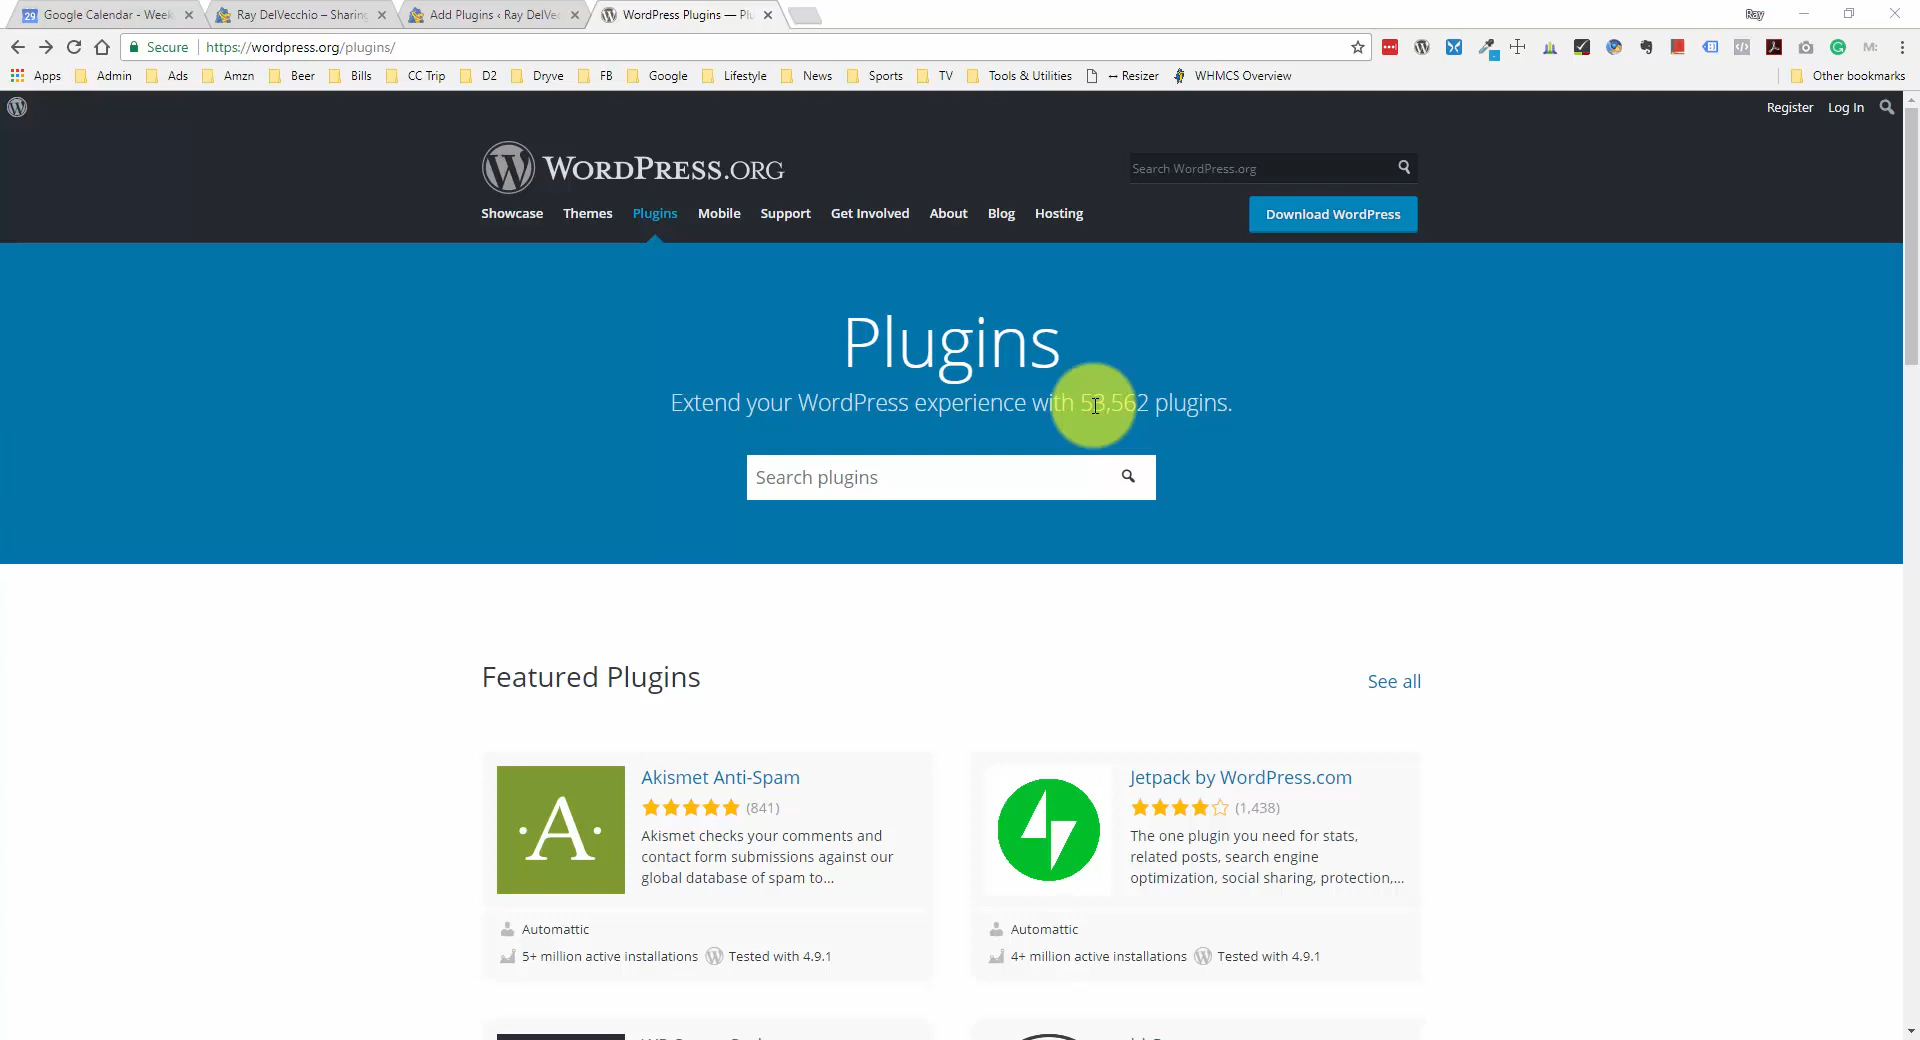 29 Google Calendar - Week
Ray DelVecchio – Sharing
Add Plugins ‹ Ray DelVec
WordPress Plugins — Plu
Ray
Secure
https://wordpress.org/plugins/
M:
Apps
Admin
Ads
Amzn
Beer
Bills
CC Trip
D2
Dryve
FB
Google
Lifestyle
News
Sports
TV
Tools & Utilities
↔ Resizer
WHMCS Overview
Other bookmarks
Register
Log In
WORDPRESS.ORG
Search WordPress.org
Showcase
Themes
Plugins
Mobile
Support
Get Involved
About
Blog
Hosting
Download WordPress
Plugins
Extend your WordPress experience with 53,562 plugins.
Search plugins
Featured Plugins
See all
·A·
Akismet Anti-Spam
(841)
Akismet checks your comments and
contact form submissions against our
global database of spam to...
Automattic
5+ million active installations
Tested with 4.9.1
Jetpack by WordPress.com
(1,438)
The one plugin you need for stats,
related posts, search engine
optimization, social sharing, protection,...
Automattic
4+ million active installations
Tested with 4.9.1